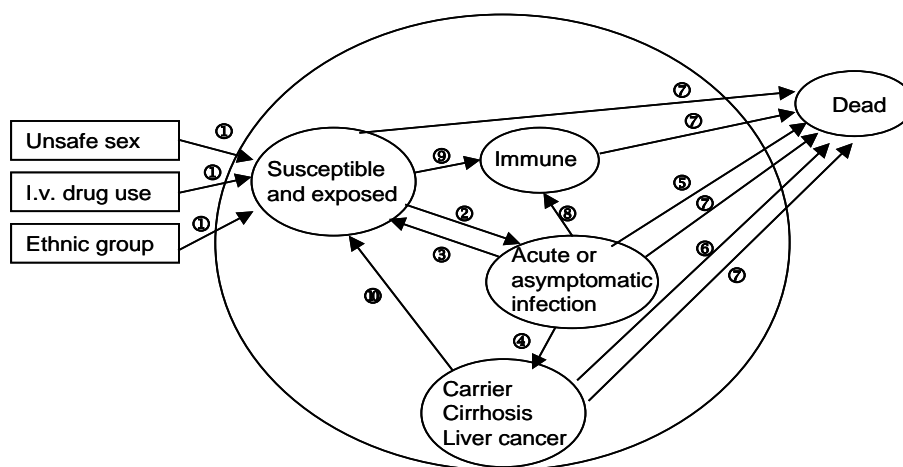 ⑦
Dead
①
⑦
Unsafe sex
Susceptible
and exposed
⑨
Immune
①
I.v. drug use
⑤
②
⑦
⑧
①
Ethnic group
③
Acute or
asymptomatic
infection
⑥
⑦
⑩
④
Carrier
Cirrhosis
Liver cancer